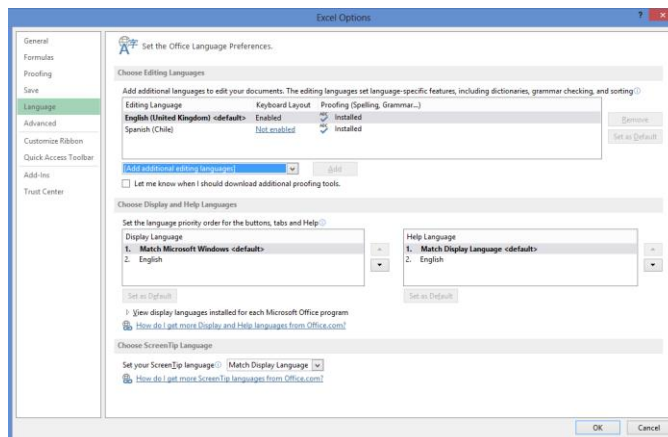 Excel Options
General
Formulas
Proofing
Save
Language
Advanced
Customize Ribbon
Quick Access Toolbar
Add-Ins
Trust Center
Set the Office Language Preferences.
Choose Editing Languages
Add additional languages to edit your documents. The editing languages set language-specific features, including dictionaries, grammar checking, and sorting
Editing Language Keyboard Layout Proofing (Spelling, Grammar...)
English (United Kingdom) <default> Enabled Installed
Spanish (Chile) Not enabled Installed
Remove
Set as Default
[Add additional editing languages] Add
Let me know when I should download additional proofing tools.
Choose Display and Help Languages
Set the language priority order for the buttons, tabs and Help
Display Language
1. Match Microsoft Windows <default>
2. English
Set as Default
Help Language
1. Match Display Language <default>
2. English
Set as Default
View display languages installed for each Microsoft Office program
How do I get more Display and Help languages from Office.com?
Choose ScreenTip Language
Set your ScreenTip language Match Display Language
How do I get more ScreenTip languages from Office.com?
OK Cancel